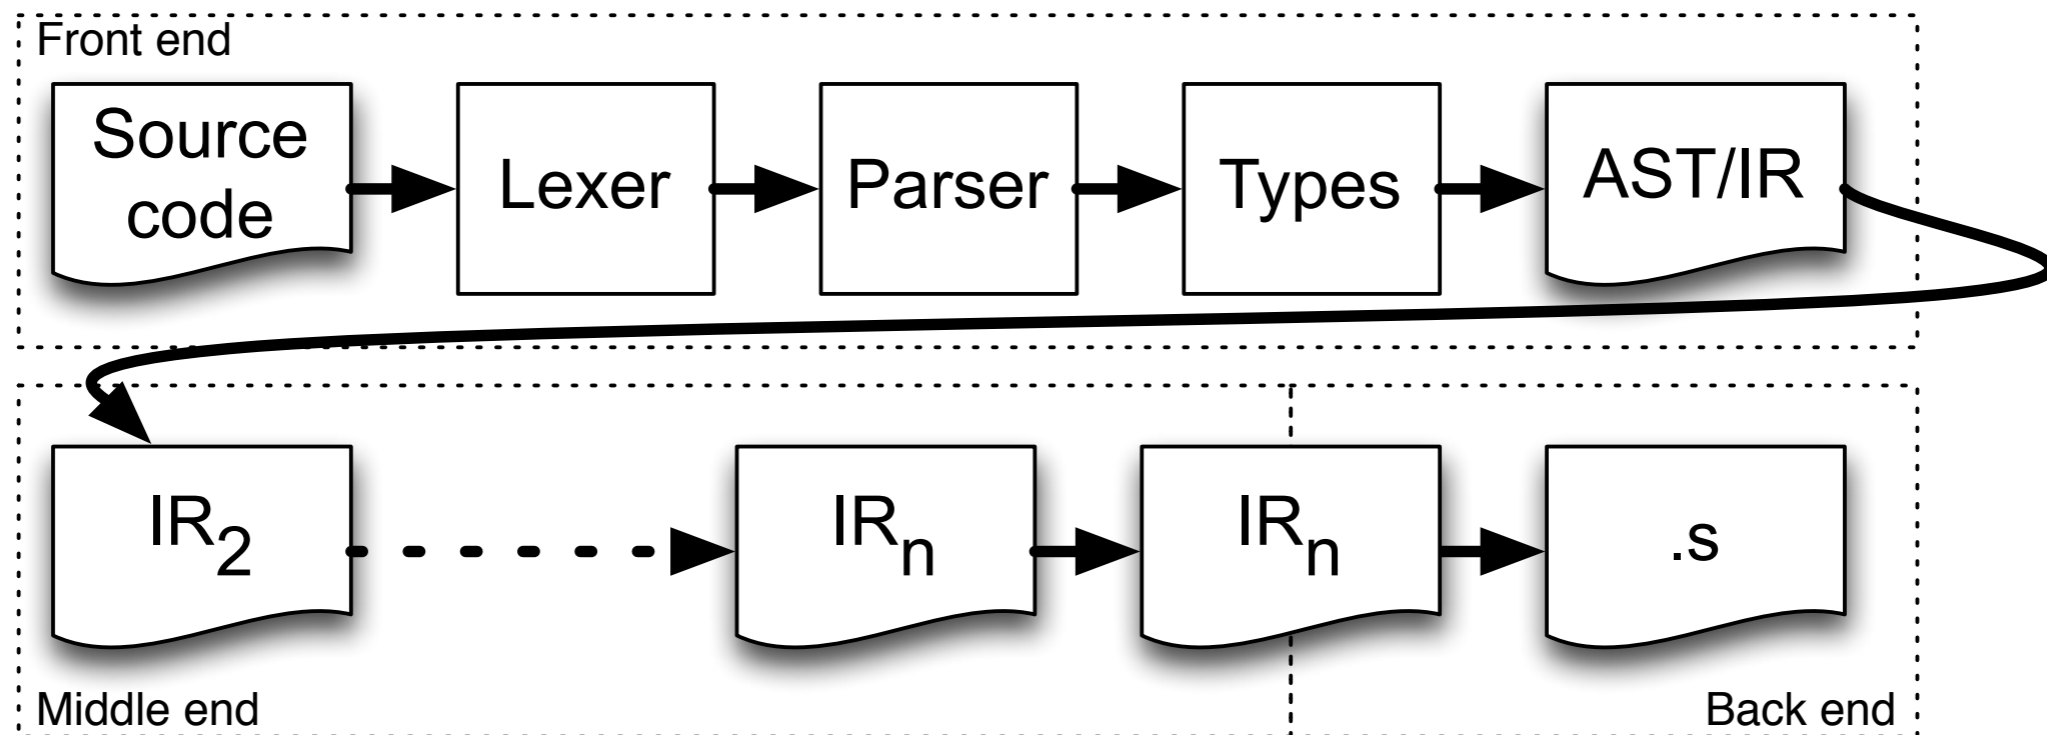 Front end
Source
code
Lexer
Parser
Types
AST/IR
IR2
IRn
IRn
.s
Middle end
Back end